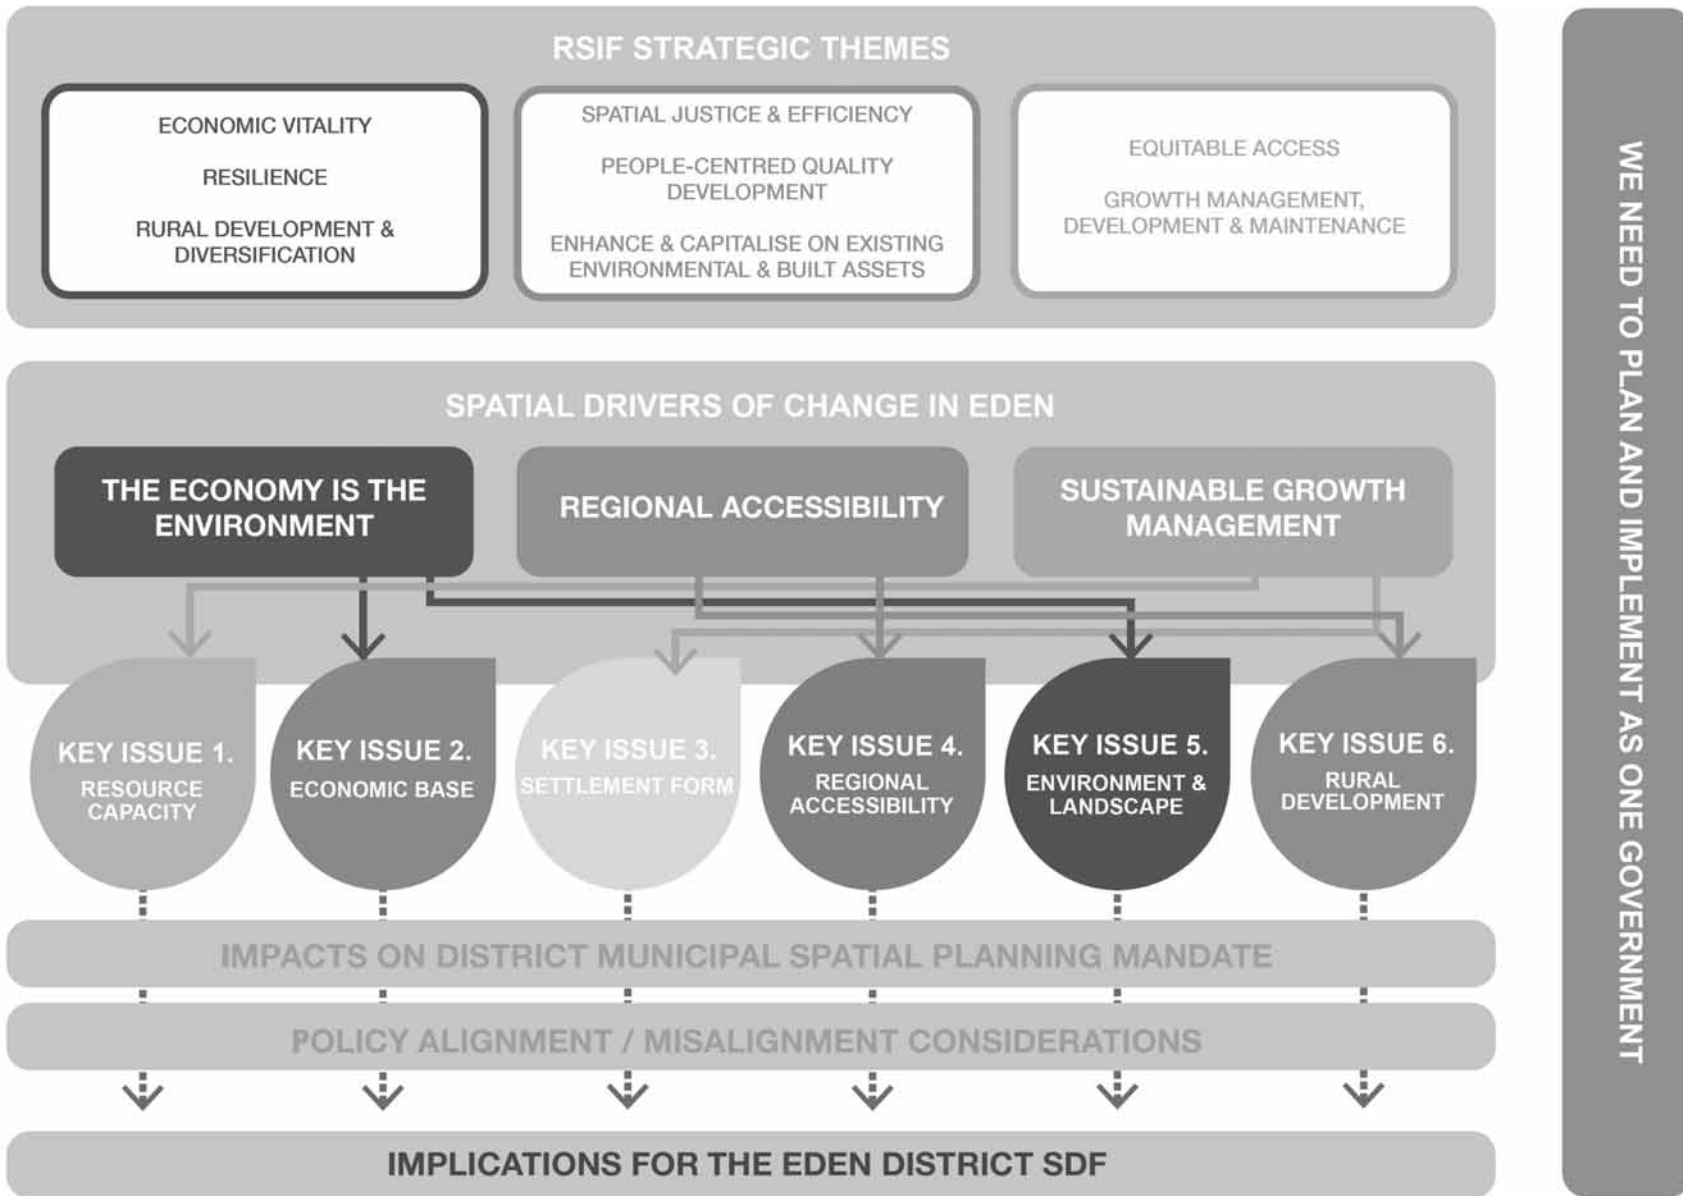 RSIF STRATEGIC THEMES
ECONOMIC VITALITY
RESILIENCE
RURAL DEVELOPMENT &
DIVERSIFICATION
SPATIAL JUSTICE & EFFICIENCY
PEOPLE-CENTRED QUALITY
DEVELOPMENT
ENHANCE & CAPITALISE ON EXISTING
ENVIRONMENTAL & BUILT ASSETS
EQUITABLE ACCESS
GROWTH MANAGEMENT,
DEVELOPMENT & MAINTENANCE
SPATIAL DRIVERS OF CHANGE IN EDEN
THE ECONOMY IS THE
ENVIRONMENT
REGIONAL ACCESSIBILITY
SUSTAINABLE GROWTH
MANAGEMENT
KEY ISSUE 1.
RESOURCE
CAPACITY
KEY ISSUE 2.
ECONOMIC BASE
KEY ISSUE 3.
SETTLEMENT FORM
KEY ISSUE 4.
REGIONAL
ACCESSIBILITY
KEY ISSUE 5.
ENVIRONMENT &
LANDSCAPE
KEY ISSUE 6.
RURAL
DEVELOPMENT
IMPACTS ON DISTRICT MUNICIPAL SPATIAL PLANNING MANDATE
POLICY ALIGNMENT / MISALIGNMENT CONSIDERATIONS
IMPLICATIONS FOR THE EDEN DISTRICT SDF
WE NEED TO PLAN AND IMPLEMENT AS ONE GOVERNMENT